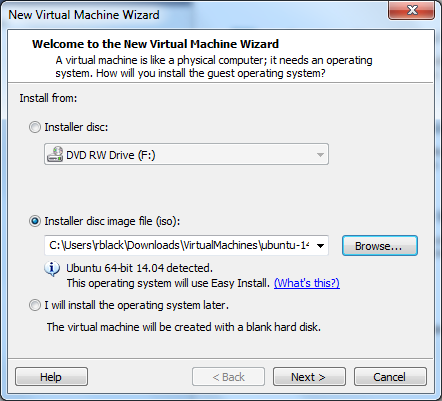 New Virtual Machine Wizard
Welcome to the New Virtual Machine Wizard
A virtual machine is like a physical computer; it needs an operating
system. How will you install the guest operating system?
Install from:
Installer disc:
DVD RW Drive (F:)
Installer disc image file (iso):
C:\Users\rblack\Downloads\VirtualMachines\ubuntu-14 Browse...
Ubuntu 64-bit 14.04 detected.
This operating system will use Easy Install. (What's this?)
I will install the operating system later.
The virtual machine will be created with a blank hard disk.
Help < Back Next > Cancel